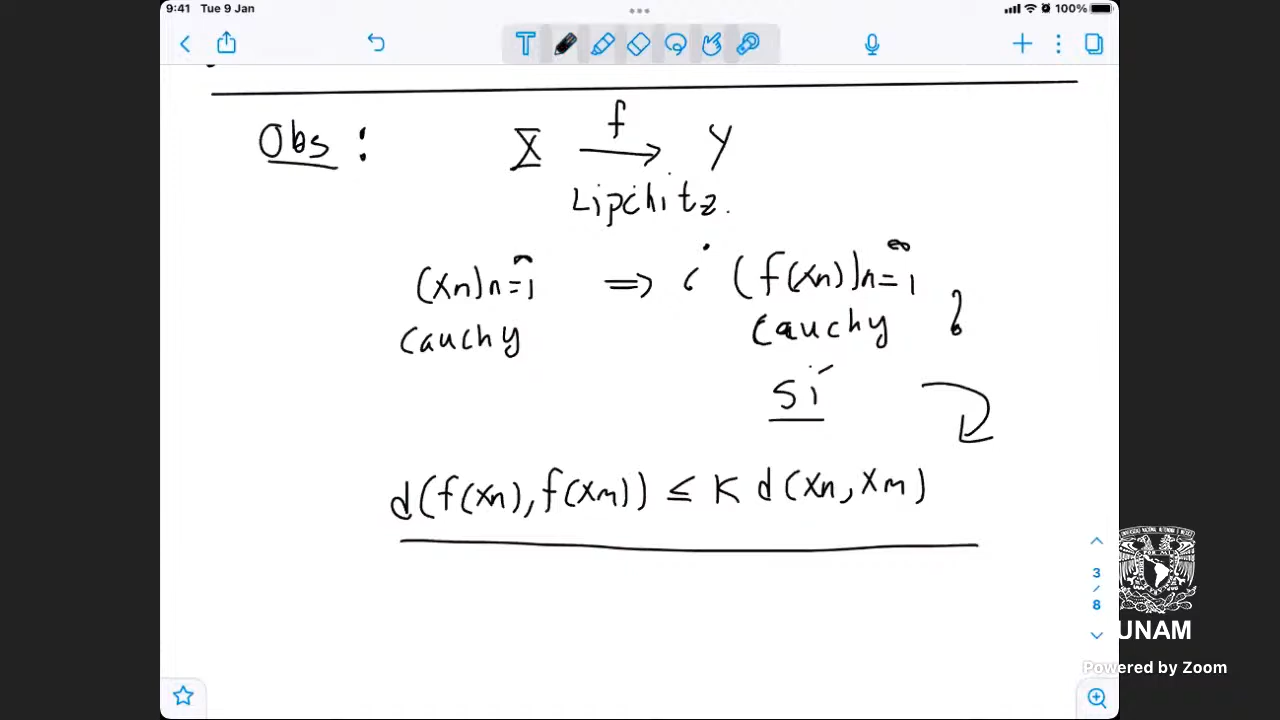 9:41 Tue 9 Jan 100%
Obs : X f → Y
Lipchitz.
(xn)n=1 ∞ ⟹ ¿ (f(xn))n=1 ∞
Cauchy Cauchy ?
sí
d(f(xn), f(xm)) ≤ K d(xn, xm)
3
/
8
UNAM
Powered by Zoom